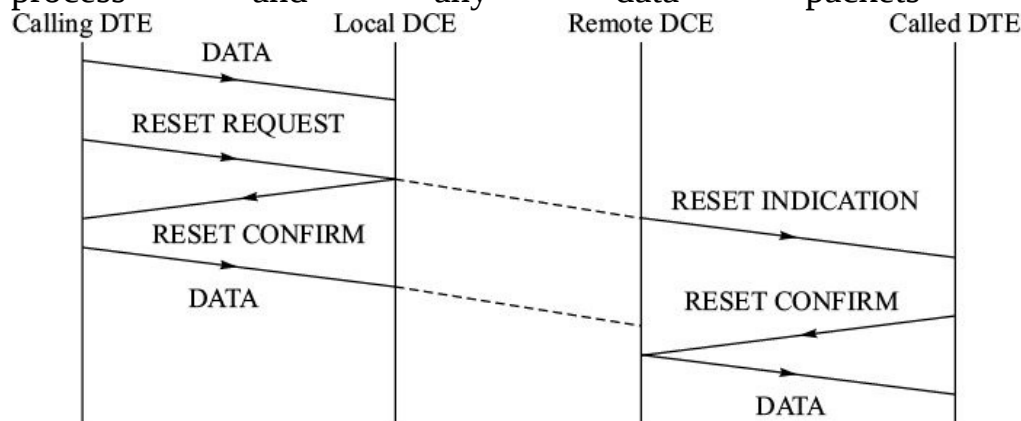 process and any data packets
Calling DTE Local DCE Remote DCE Called DTE
DATA
RESET REQUEST
RESET INDICATION
RESET CONFIRM
DATA
RESET CONFIRM
DATA